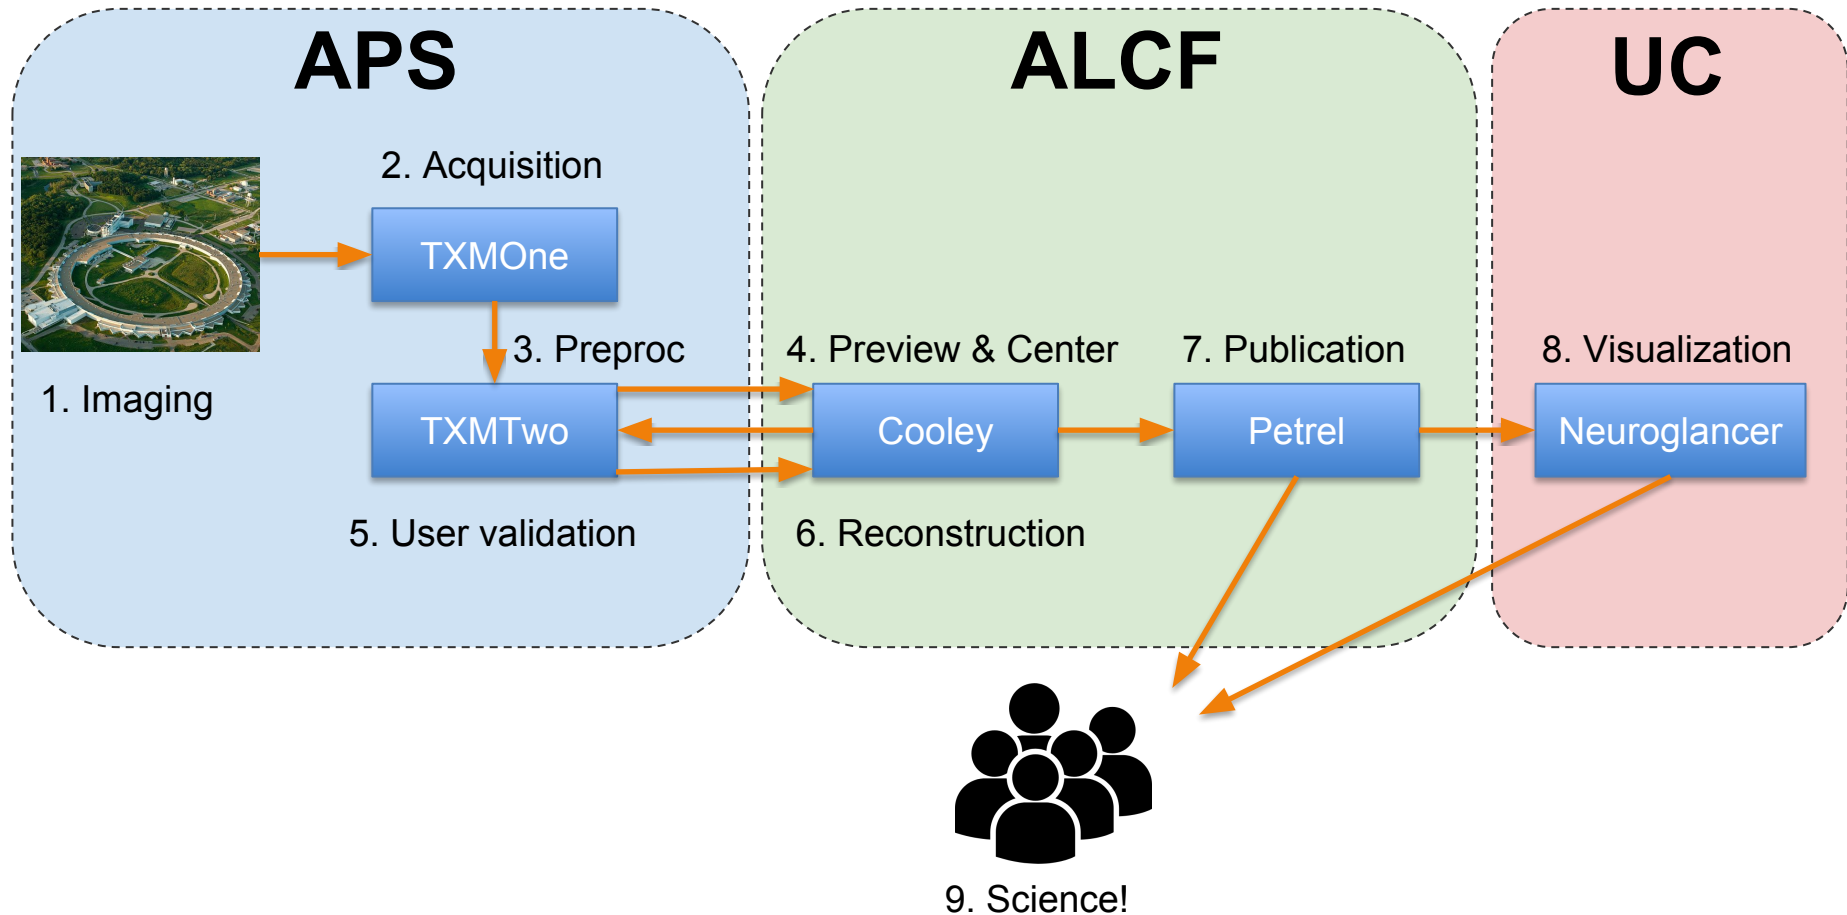 APS
ALCF
UC
2. Acquisition
TXMOne
1. Imaging
3. Preproc
4. Preview & Center
7. Publication
8. Visualization
TXMTwo
Cooley
Petrel
Neuroglancer
5. User validation
6. Reconstruction
9. Science!